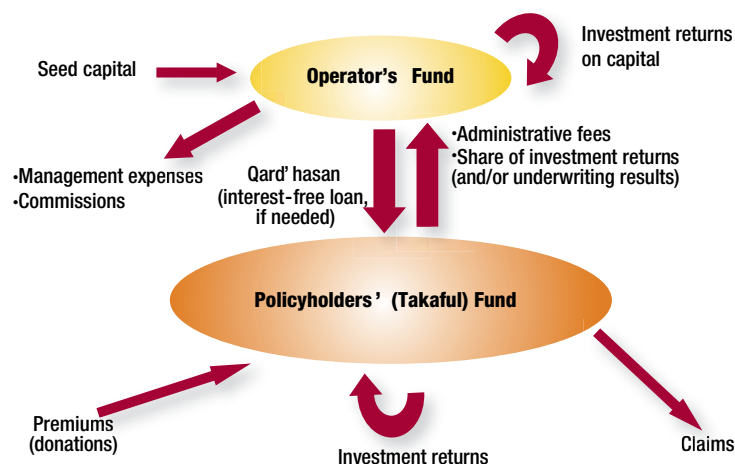 Investment returns
on capital
Seed capital
Operator's Fund
•Administrative fees
•Share of investment returns
(and/or underwriting results)
•Management expenses
•Commissions
Qard' hasan
(interest-free loan,
if needed)
Policyholders' (Takaful) Fund
Premiums
(donations)
Investment returns
Claims